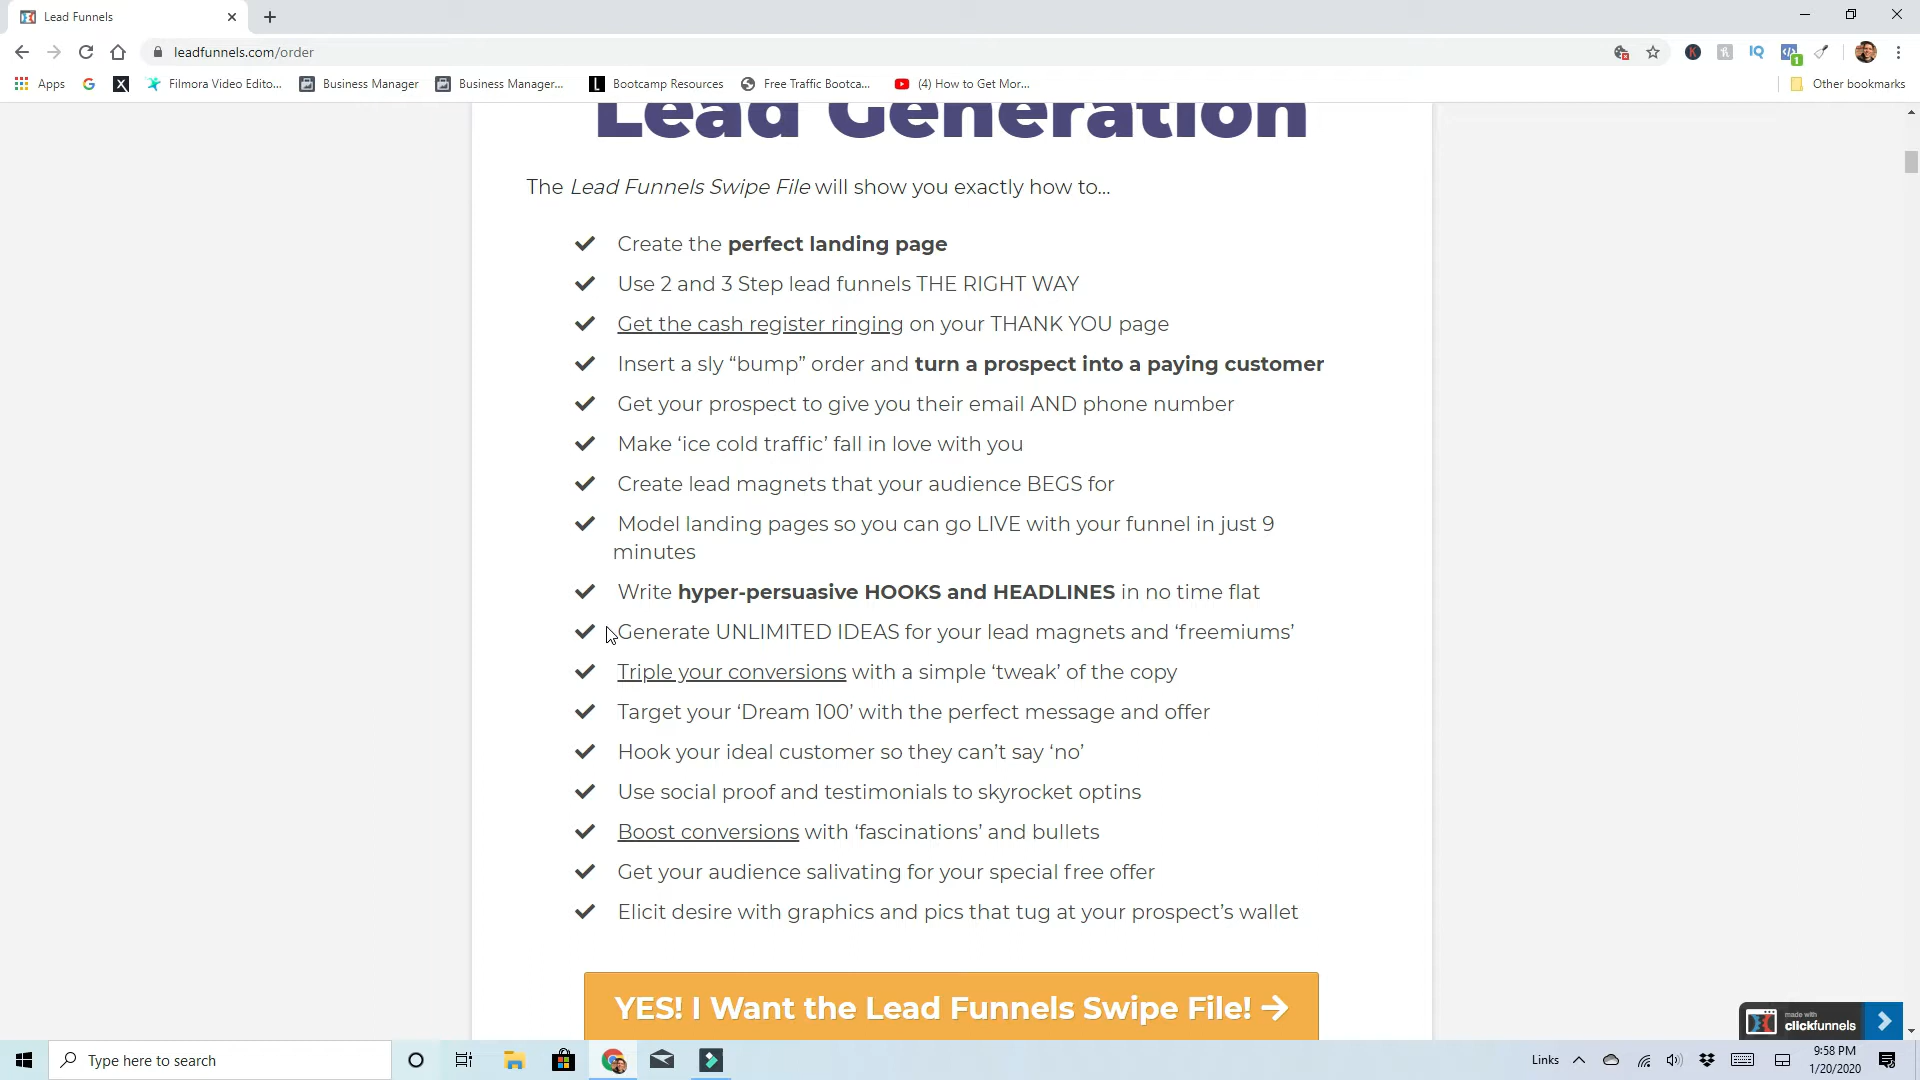 Lead Funnels
leadfunnels.com/order
Apps
Filmora Video Edito...
Business Manager
Business Manager...
Bootcamp Resources
Free Traffic Bootca...
(4) How to Get Mor...
Other bookmarks
Lead Generation
The Lead Funnels Swipe File will show you exactly how to...
Create the perfect landing page
Use 2 and 3 Step lead funnels THE RIGHT WAY
Get the cash register ringing on your THANK YOU page
Insert a sly “bump” order and turn a prospect into a paying customer
Get your prospect to give you their email AND phone number
Make ‘ice cold traffic’ fall in love with you
Create lead magnets that your audience BEGS for
Model landing pages so you can go LIVE with your funnel in just 9
minutes
Write hyper-persuasive HOOKS and HEADLINES in no time flat
Generate UNLIMITED IDEAS for your lead magnets and ‘freemiums’
Triple your conversions with a simple ‘tweak’ of the copy
Target your ‘Dream 100’ with the perfect message and offer
Hook your ideal customer so they can’t say ‘no’
Use social proof and testimonials to skyrocket optins
Boost conversions with ‘fascinations’ and bullets
Get your audience salivating for your special free offer
Elicit desire with graphics and pics that tug at your prospect’s wallet
YES! I Want the Lead Funnels Swipe File!
made with
clickfunnels
Type here to search
Links
9:58 PM
1/20/2020